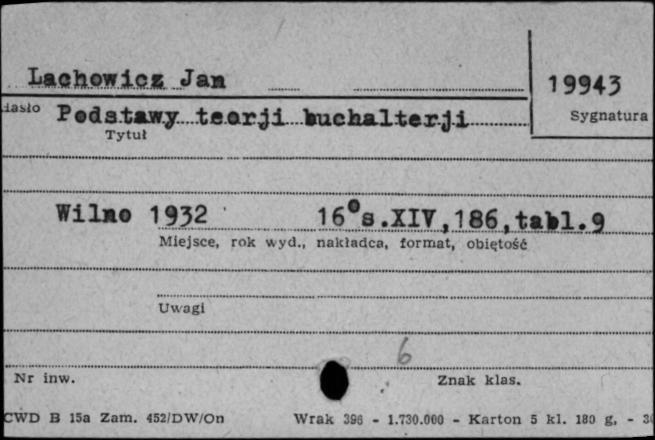 Lachowicz Jan
19943
Hasło Podstawy teorji buchalterji
Sygnatura
Tytuł
Wilno 1932 16° s.XIV,186,tabl.9
Miejsce, rok wyd., nakładca, format, objętość
Uwagi
6
Nr inw.
Znak klas.
CWD B 15a Zam. 452/DW/On Wrak 396 - 1.730.000 - Karton 5 kl. 180 g. -